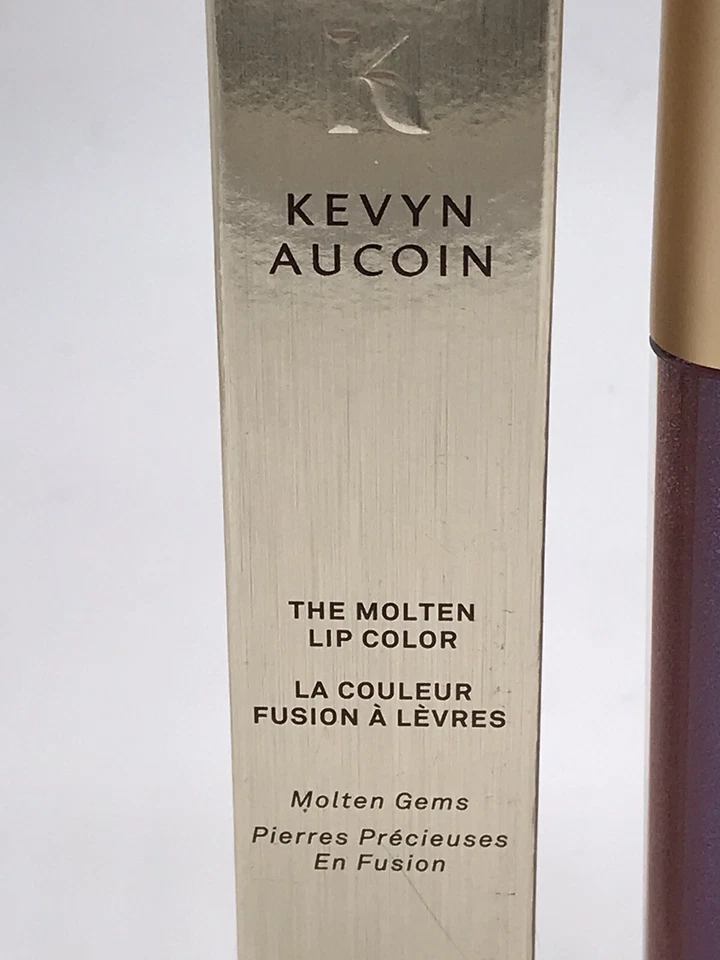 K
KEVYN
AUCOIN
THE MOLTEN
LIP COLOR
LA COULEUR
FUSION À LÈVRES
Molten Gems
Pierres Précieuses
En Fusion